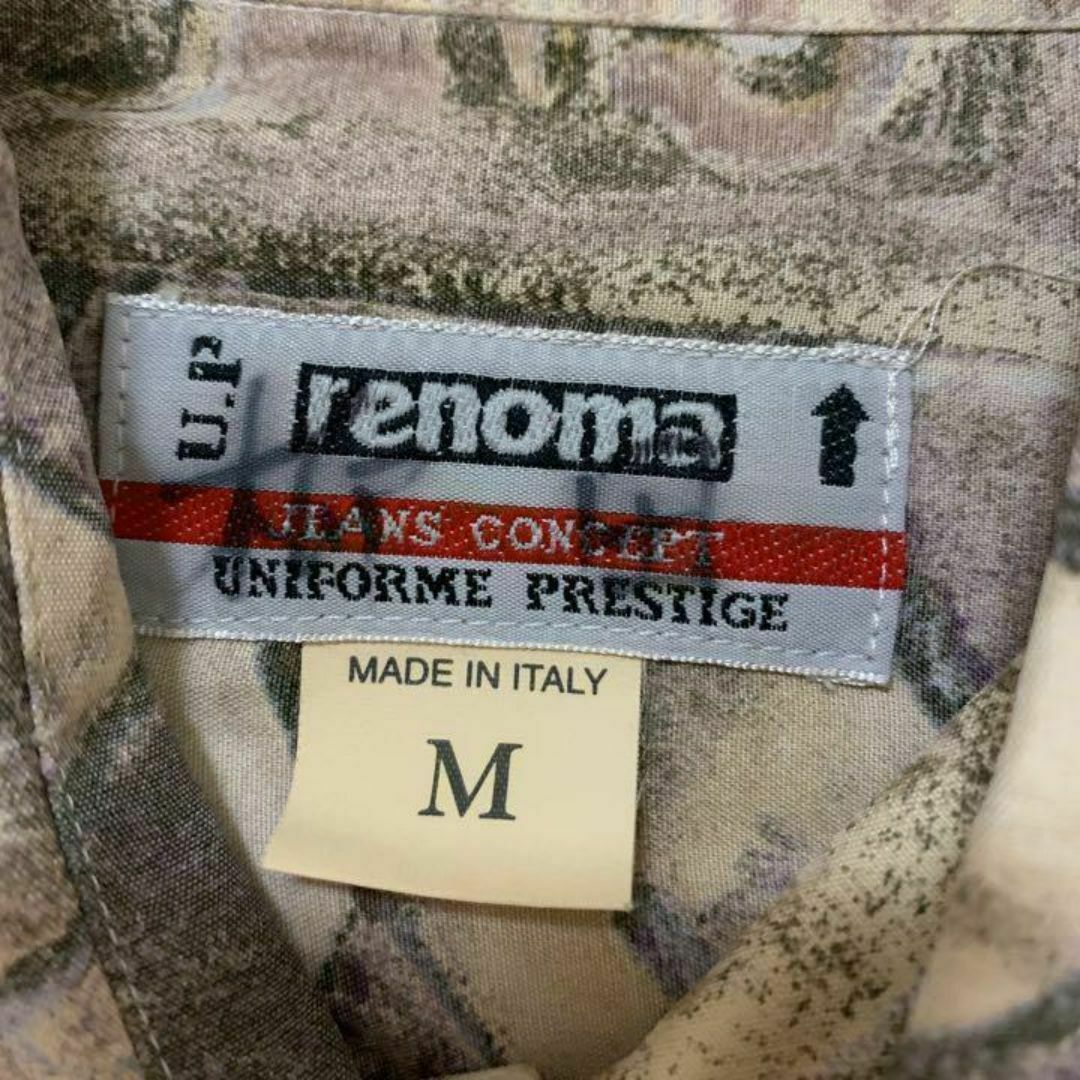 U.P
renoma
JEANS CONCEPT
UNIFORME PRESTIGE
MADE IN ITALY
M